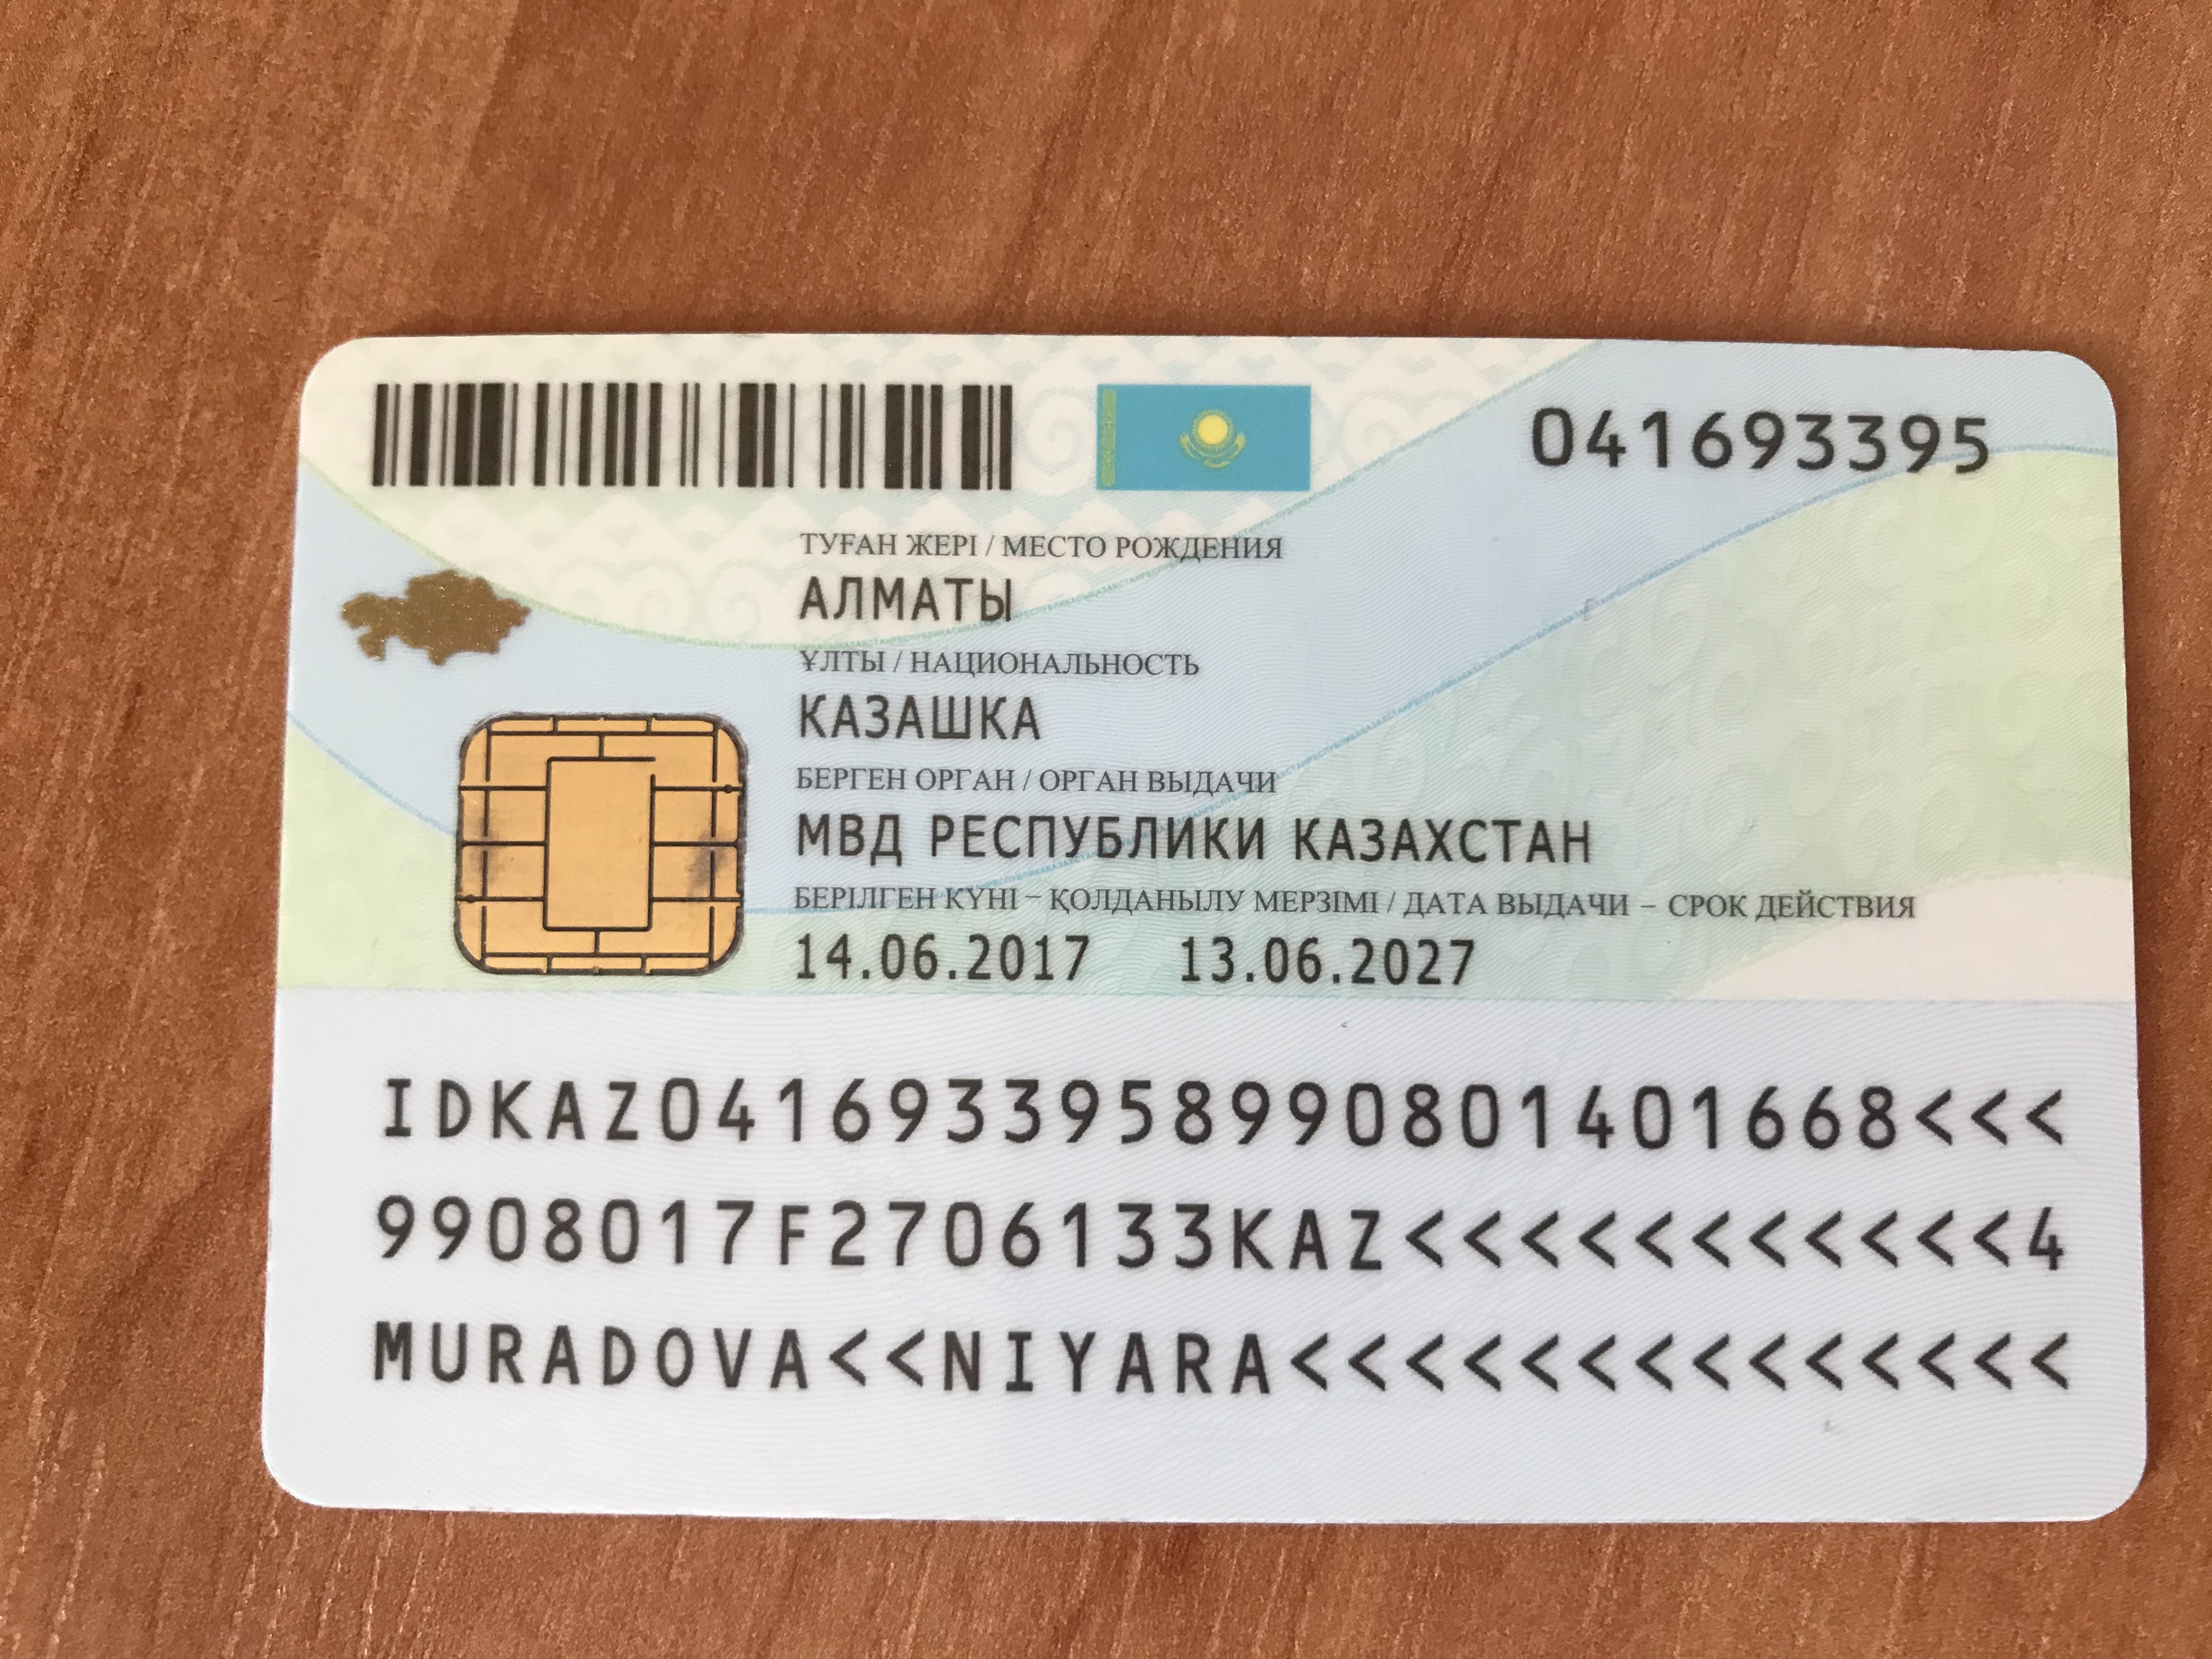 041693395
ТУҒАН ЖЕРІ / МЕСТО РОЖДЕНИЯ
АЛМАТЫ
ҰЛТЫ / НАЦИОНАЛЬНОСТЬ
КАЗАШКА
БЕРГЕН ОРГАН / ОРГАН ВЫДАЧИ
МВД РЕСПУБЛИКИ КАЗАХСТАН
БЕРІЛГЕН КҮНІ – ҚОЛДАНЫЛУ МЕРЗІМІ / ДАТА ВЫДАЧИ – СРОК ДЕЙСТВИЯ
14.06.2017 13.06.2027
IDKAZ0416933958990801401668<<<
9908017F2706133KAZ<<<<<<<<<<<4
MURADOVA<<NIYARA<<<<<<<<<<<<<<